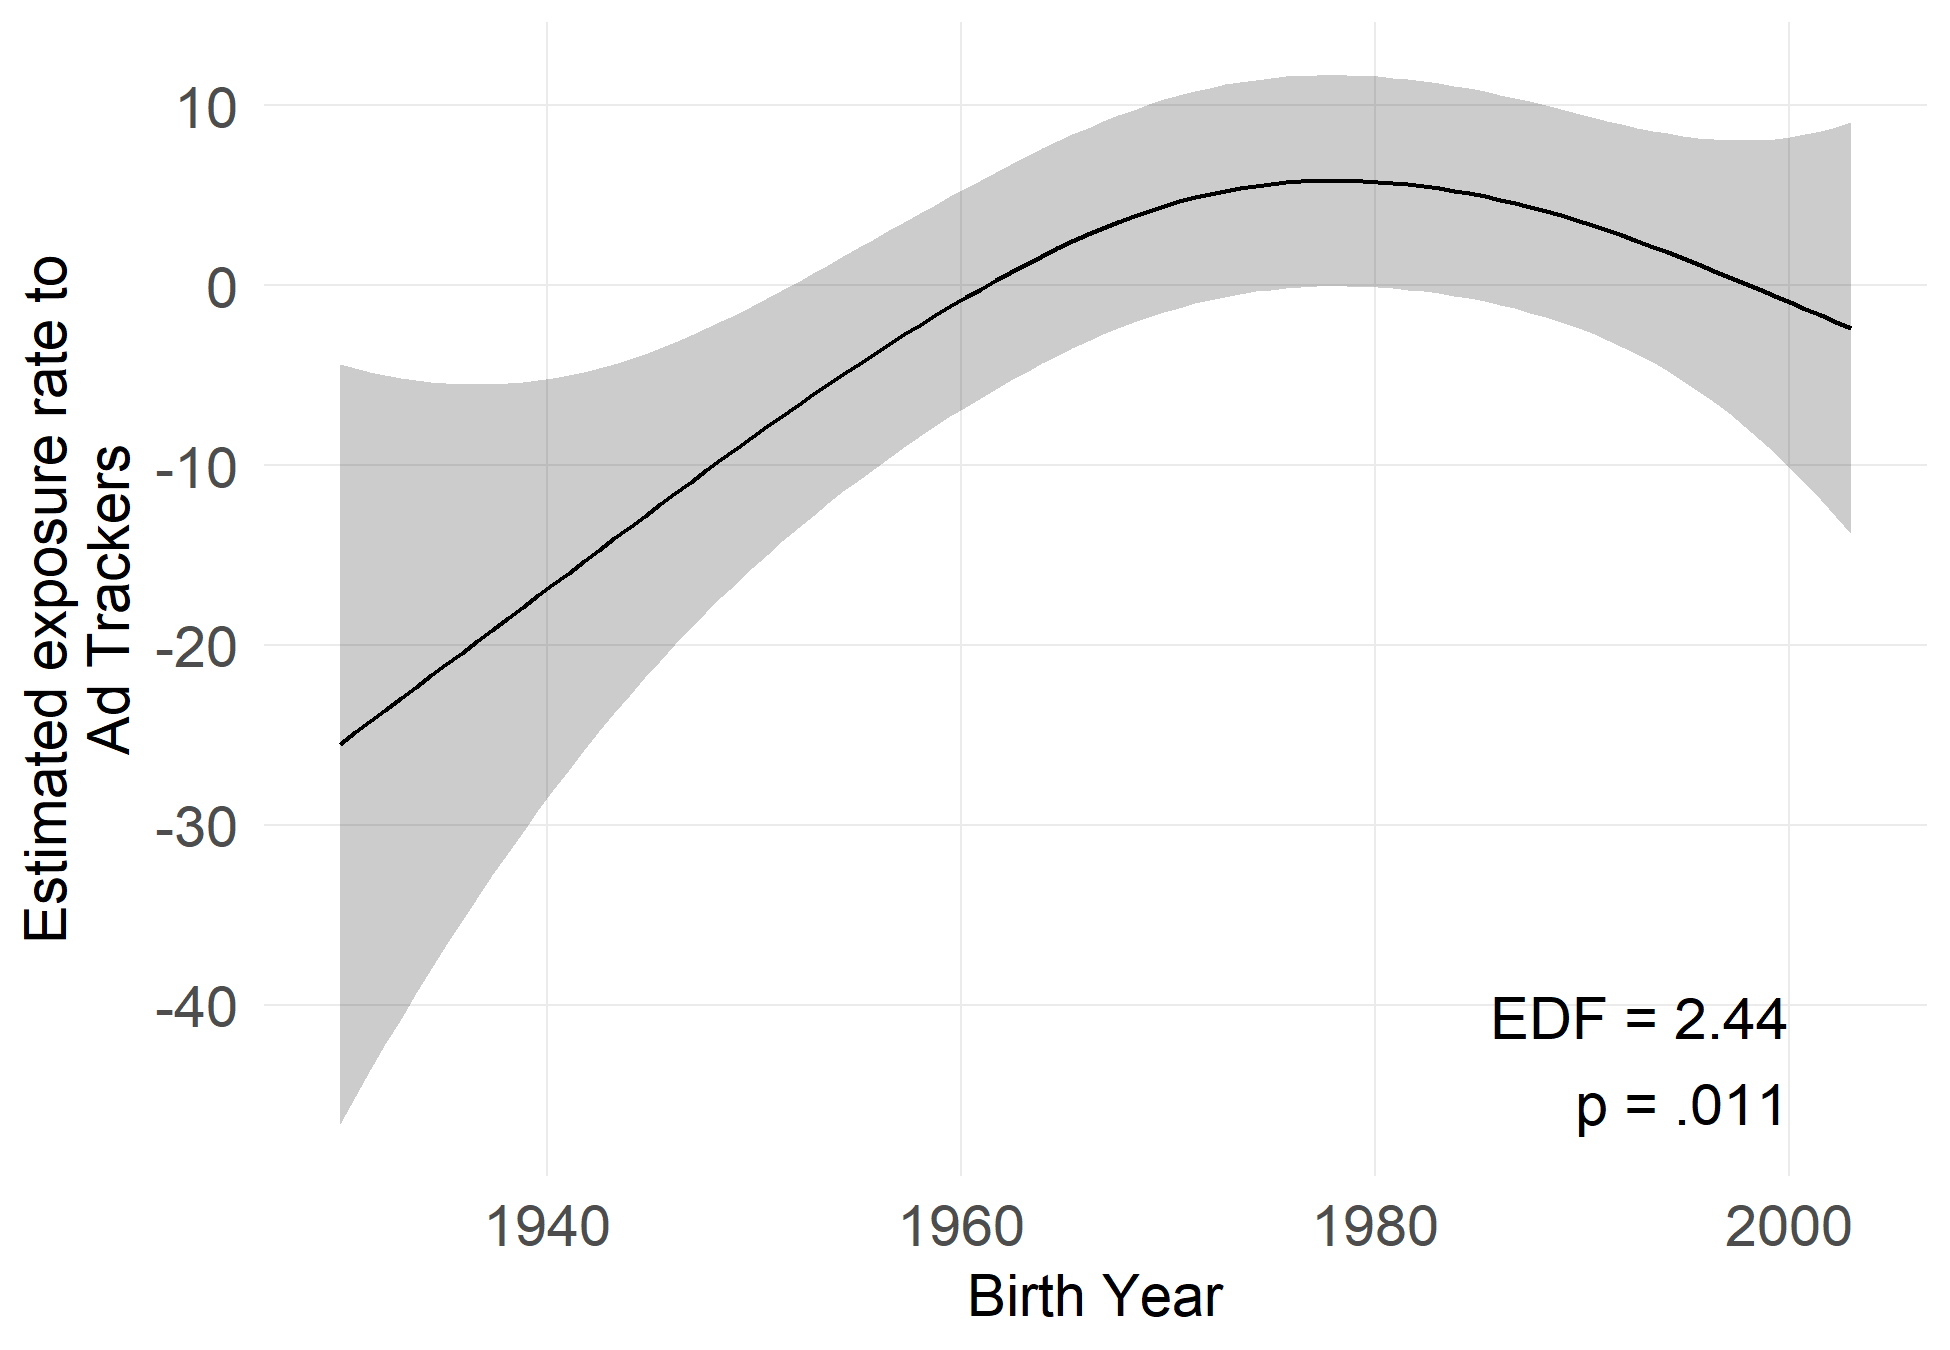 Estimated exposure rate to
Ad Trackers
10
0
-10
-20
-30
-40
EDF = 2.44
p = .011
1940 1960 1980 2000
Birth Year